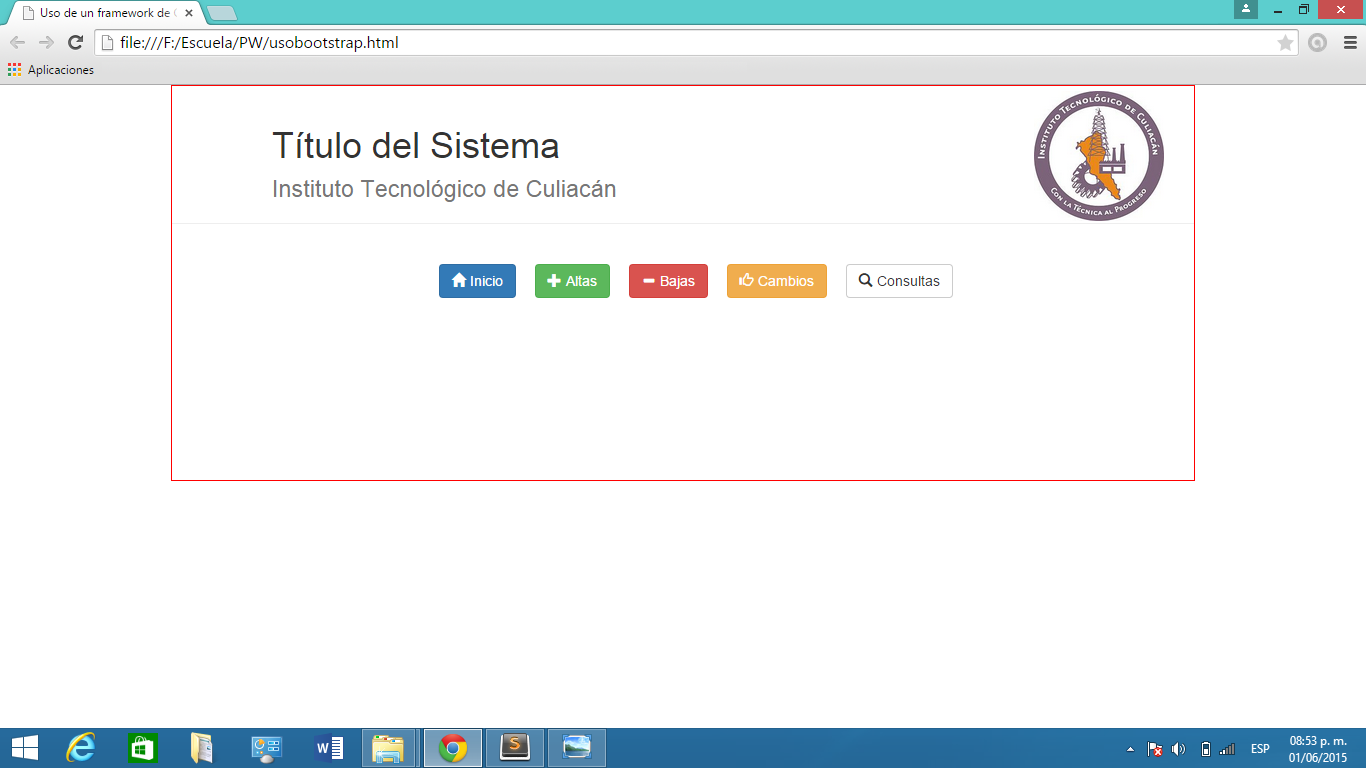 Uso de un framework de C
file:///F:/Escuela/PW/usobootstrap.html
Aplicaciones
Título del Sistema
Instituto Tecnológico de Culiacán
INSTITUTO TECNOLÓGICO DE CULIACÁN
CON LA TÉCNICA AL PROGRESO
Inicio
Altas
Bajas
Cambios
Consultas
ESP
08:53 p. m.
01/06/2015